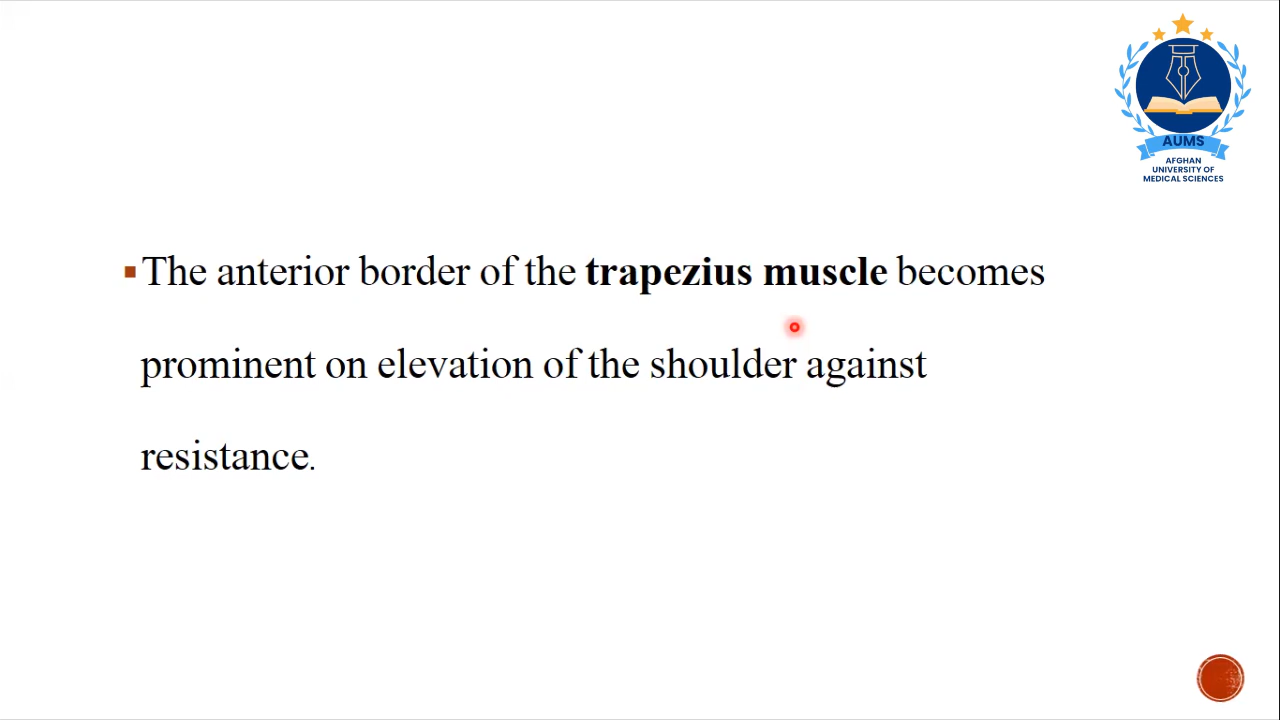 AUMS
AFGHAN
UNIVERSITY OF
MEDICAL SCIENCES
The anterior border of the trapezius muscle becomes
prominent on elevation of the shoulder against
resistance.